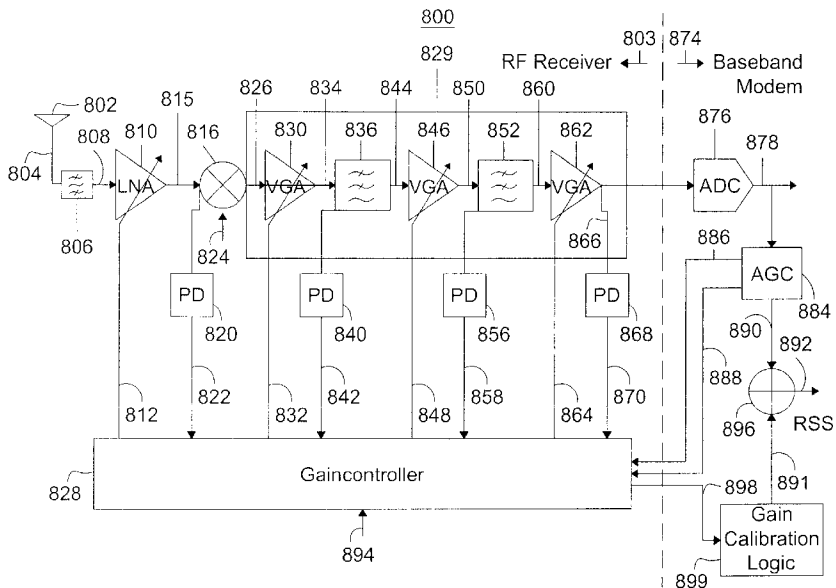 800
829
RF Receiver
803
874
Baseband
Modem
802
810
815
826
830
834
836
844
846
850
852
860
862
876
878
816
808
804
LNA
VGA
VGA
VGA
ADC
806
824
866
886
AGC
884
PD
PD
PD
PD
820
840
856
868
890
892
888
812
822
832
842
848
858
864
870
896
RSS
Gaincontroller
828
898
891
894
Gain
Calibration
Logic
899